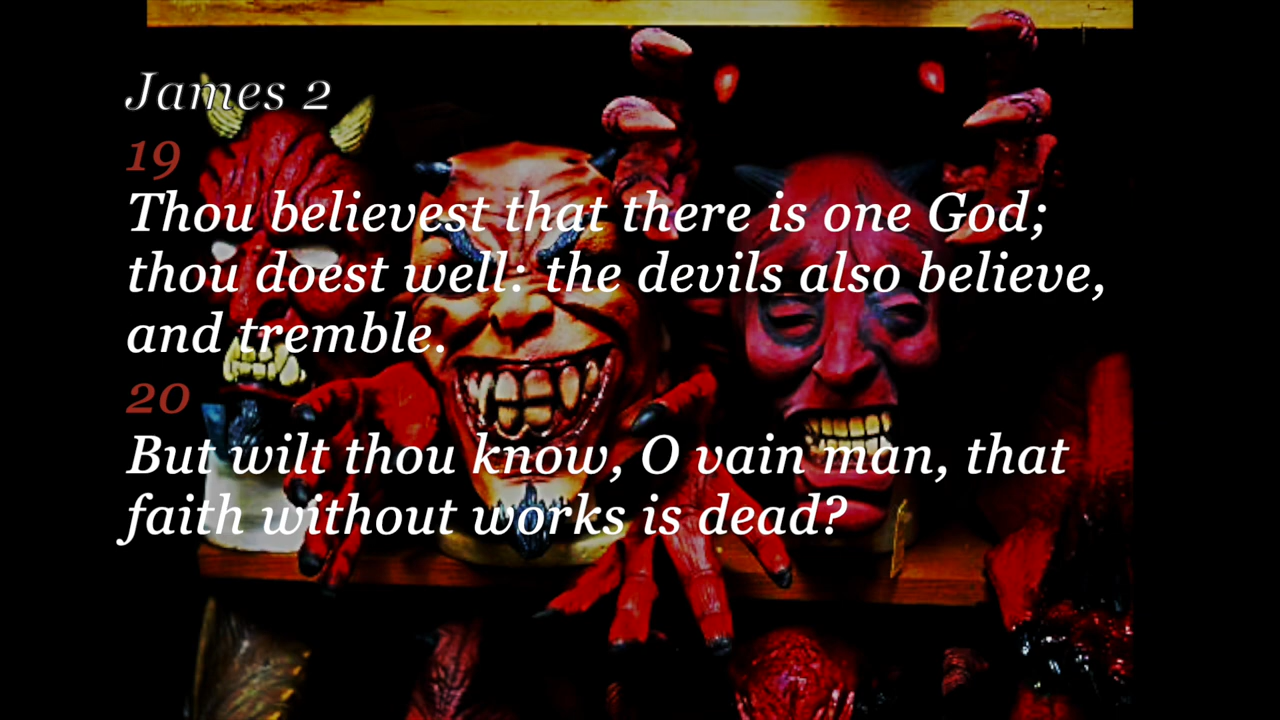 James 2
19
Thou believest that there is one God;
thou doest well: the devils also believe,
and tremble.
20
But wilt thou know, O vain man, that
faith without works is dead?